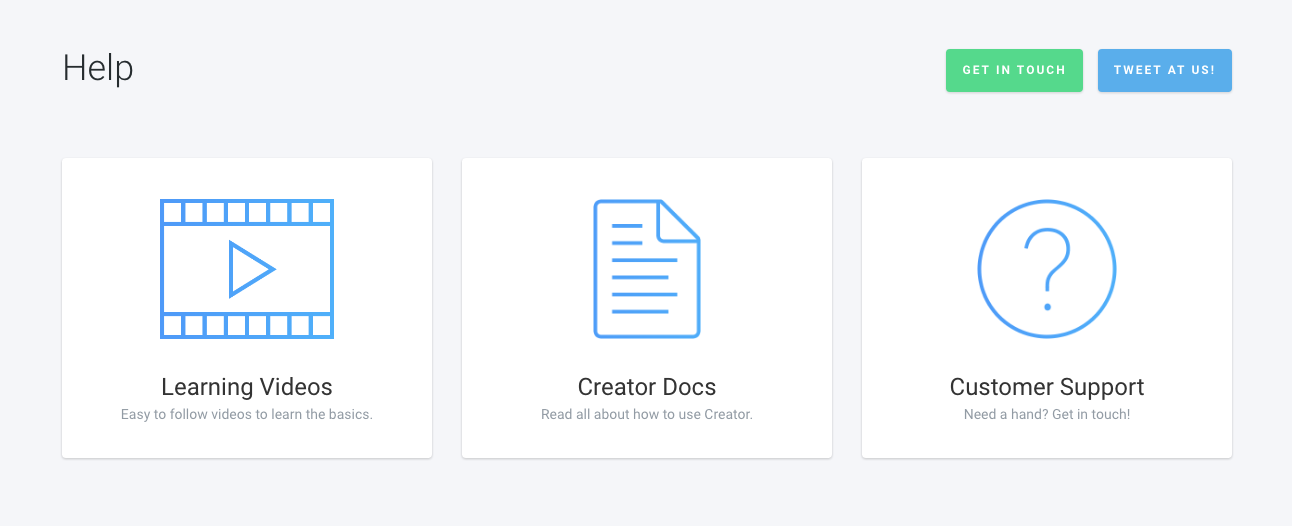 Help
GET IN TOUCH
TWEET AT US!
Learning Videos
Easy to follow videos to learn the basics.
Creator Docs
Read all about how to use Creator.
Customer Support
Need a hand? Get in touch!